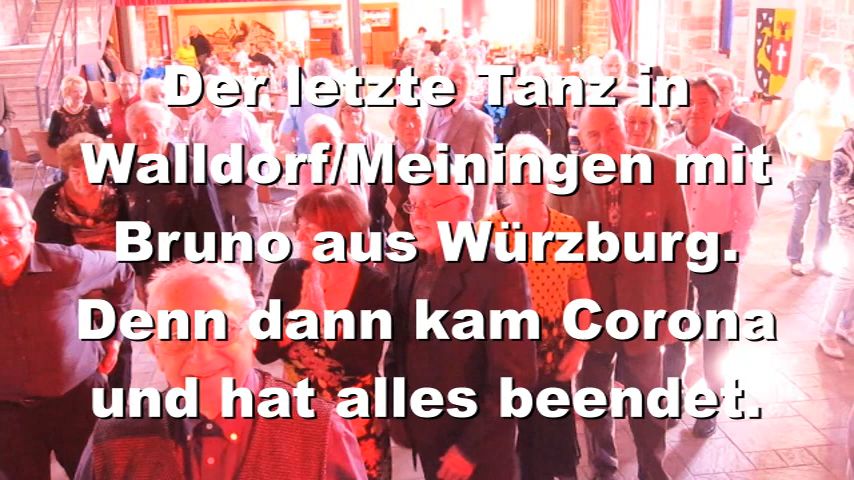 Der letzte Tanz in
Walldorf/Meiningen mit
Bruno aus Würzburg.
Denn dann kam Corona
und hat alles beendet.